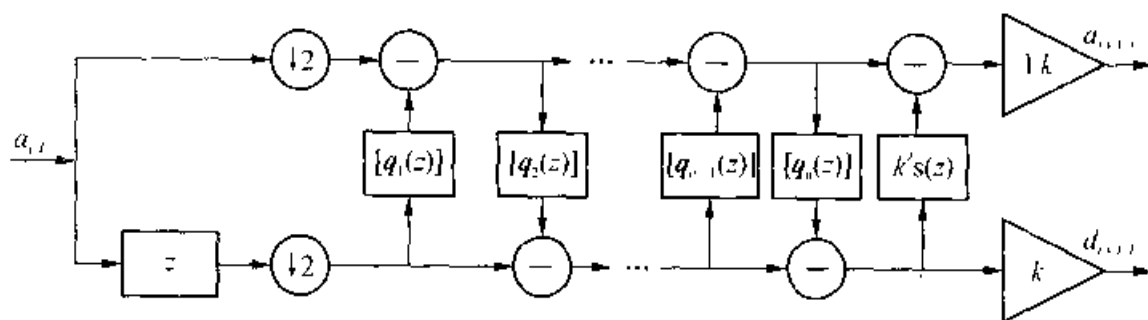 ↓2
−
···
−
−
1/k
{q₁(z)}
{q₂(z)}
{qₙ(z)}
k²s(z)
z
↓2
−
···
−
k